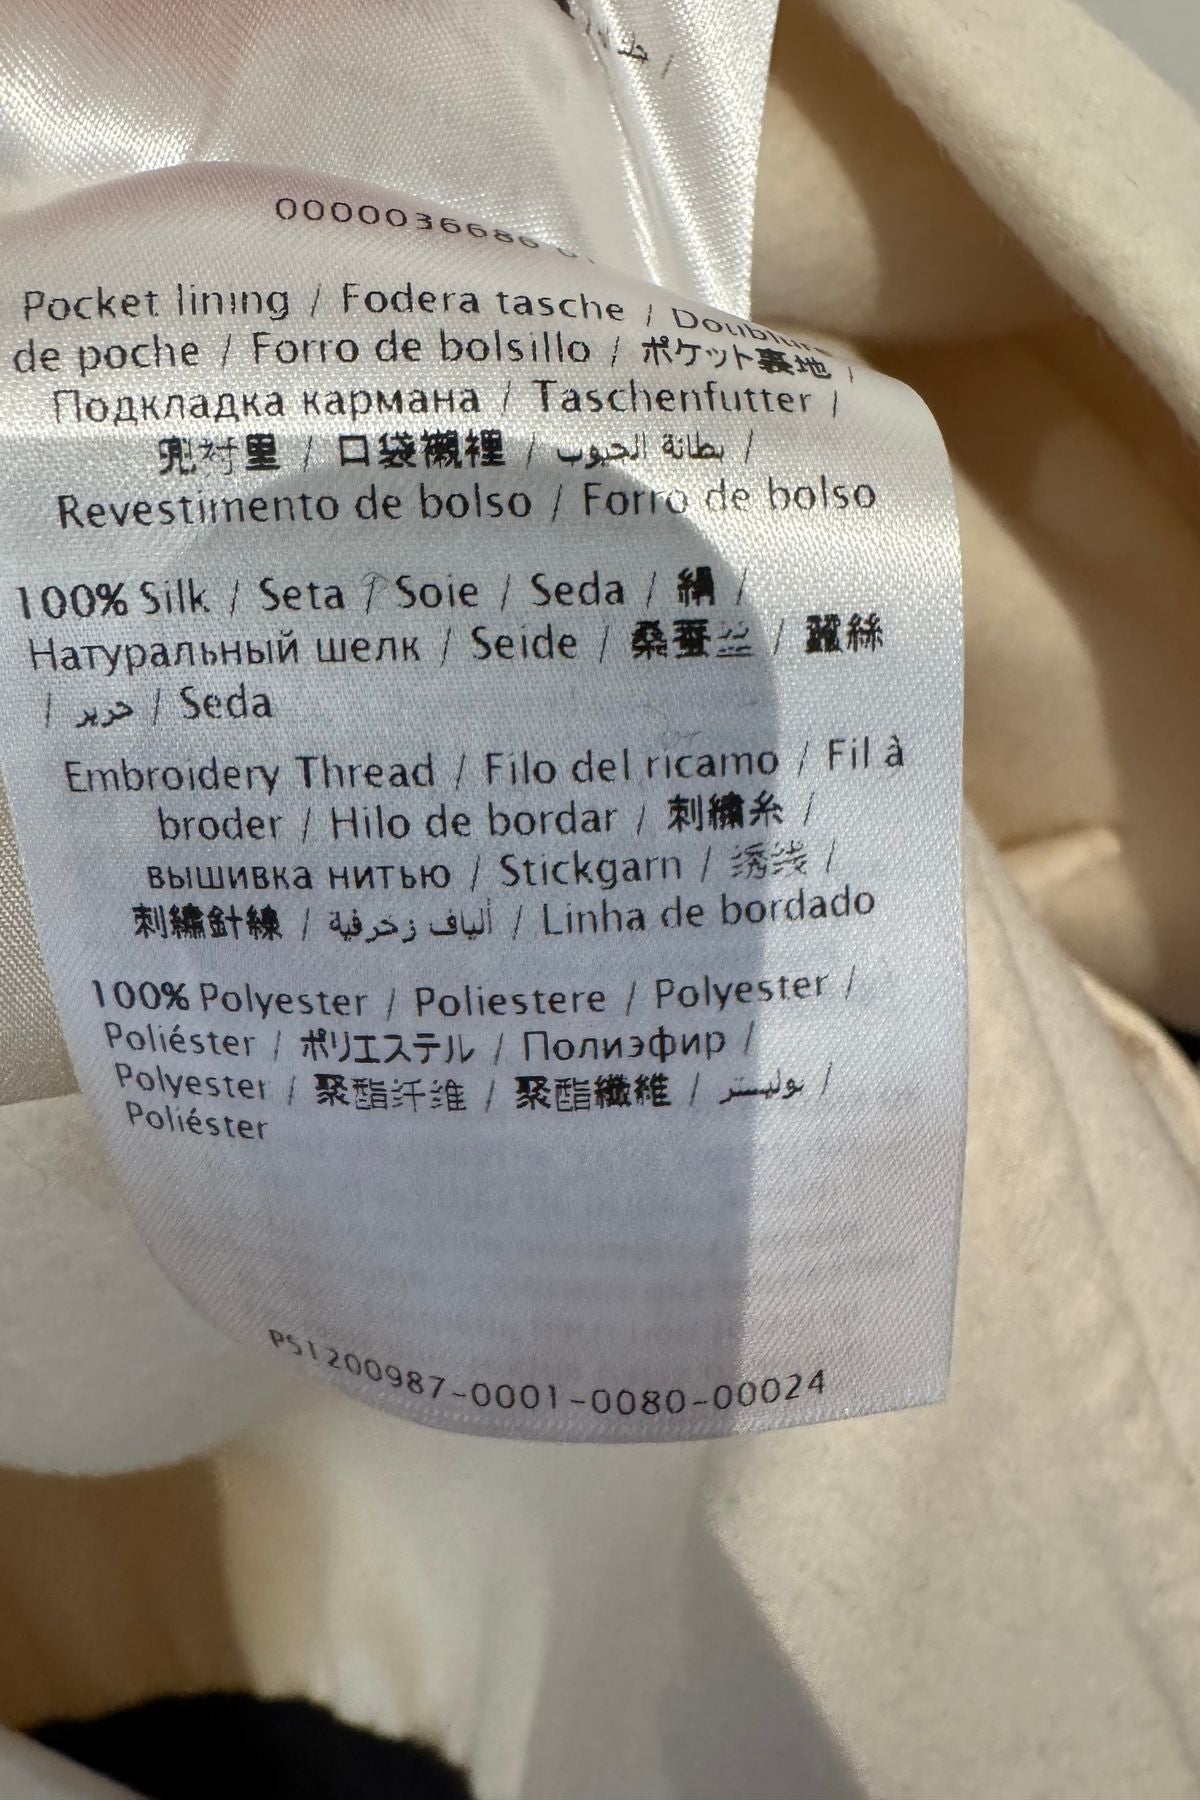 0000036686
Pocket lining / Fodera tasche / Doublure
de poche / Forro de bolsillo / ポケット裏地 /
Подкладка кармана / Taschenfutter /
兜衬里 / 口袋襯裡 / بطانة الجيوب /
Revestimento de bolso / Forro de bolso
100% Silk / Seta / Soie / Seda / 絹 /
Натуральный шелк / Seide / 桑蚕丝 / 蠶絲
/ حرير / Seda
Embroidery Thread / Filo del ricamo / Fil à
broder / Hilo de bordar / 刺繍糸 /
вышивка нитью / Stickgarn / 绣线 /
刺繡針線 / ألياف زخرفية / Linha de bordado
100% Polyester / Poliestere / Polyester /
Poliéster / ポリエステル / Полиэфир /
Polyester / 聚酯纤维 / 聚酯纖維 / بوليستر /
Poliéster
PST200987-0001-0080-00024